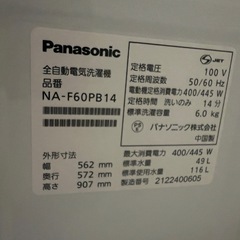 Panasonic
全自動電気洗濯機
品番
NA-F60PB14
外形寸法
幅 562 mm
奥行 572 mm
高さ 907 mm
JET
定格電圧 100 V
定格周波数 50/60 Hz
電動機定格消費電力 400/445 W
定格時間 洗いのみ 14 分
標準洗濯容量 6.0 kg
パナソニック株式会社
中国製
最大消費電力 400/445 W
標準水量 49 L
標準使用水量 116 L
製造番号 2122400605